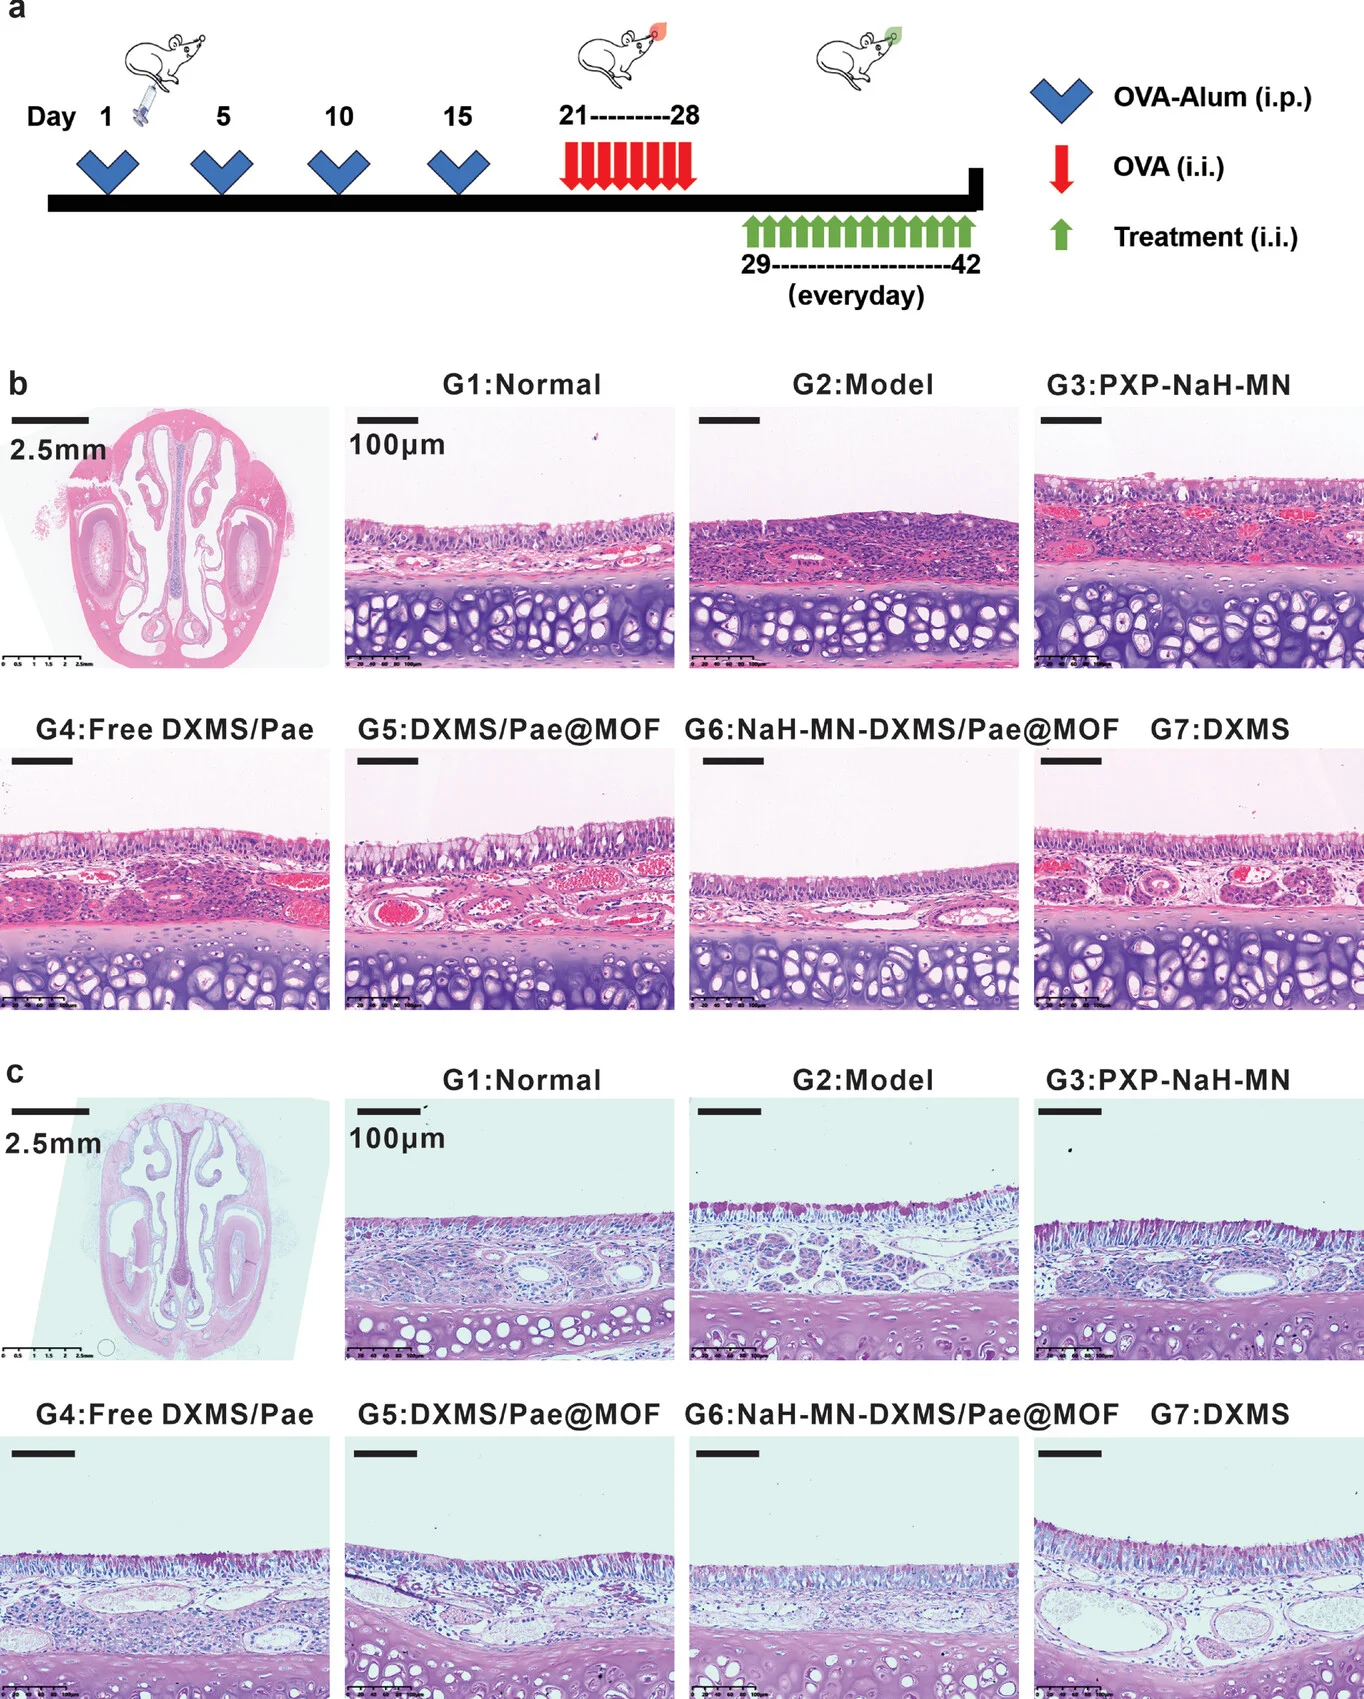 a
Day 1 5 10 15 21---------28
OVA-Alum (i.p.)
OVA (i.i.)
Treatment (i.i.)
29--------------------42
(everyday)
b
G1:Normal G2:Model G3:PXP-NaH-MN
2.5mm 100μm
G4:Free DXMS/Pae G5:DXMS/Pae@MOF G6:NaH-MN-DXMS/Pae@MOF G7:DXMS
c
G1:Normal G2:Model G3:PXP-NaH-MN
2.5mm 100μm
G4:Free DXMS/Pae G5:DXMS/Pae@MOF G6:NaH-MN-DXMS/Pae@MOF G7:DXMS